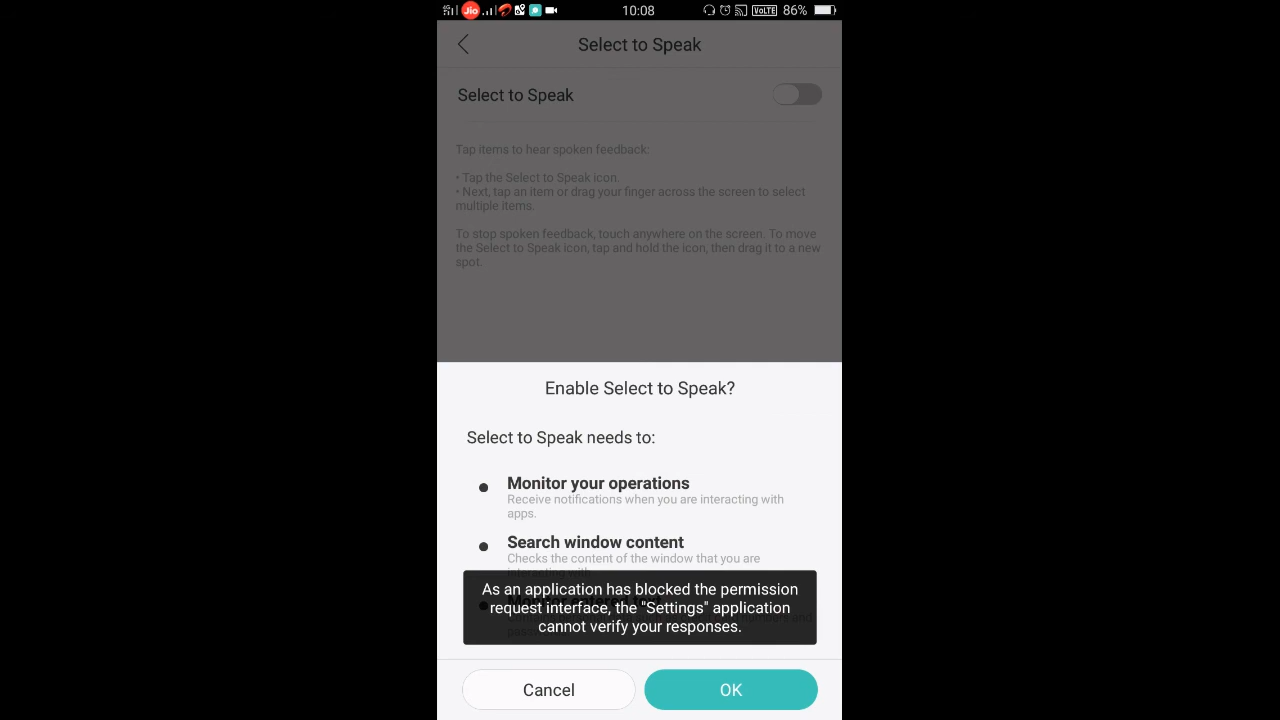 4G Jio 10:08 VoLTE 86%
Select to Speak
Select to Speak
Tap items to hear spoken feedback:
• Tap the Select to Speak icon.
• Next, tap an item or drag your finger across the screen to select
multiple items.
To stop spoken feedback, touch anywhere on the screen. To move
the Select to Speak icon, tap and hold the icon, then drag it to a new
spot.
Enable Select to Speak?
Select to Speak needs to:
● Monitor your operations
Receive notifications when you are interacting with
apps.
● Search window content
Checks the content of the window that you are
As an application has blocked the permission
request interface, the "Settings" application
cannot verify your responses.
Cancel OK